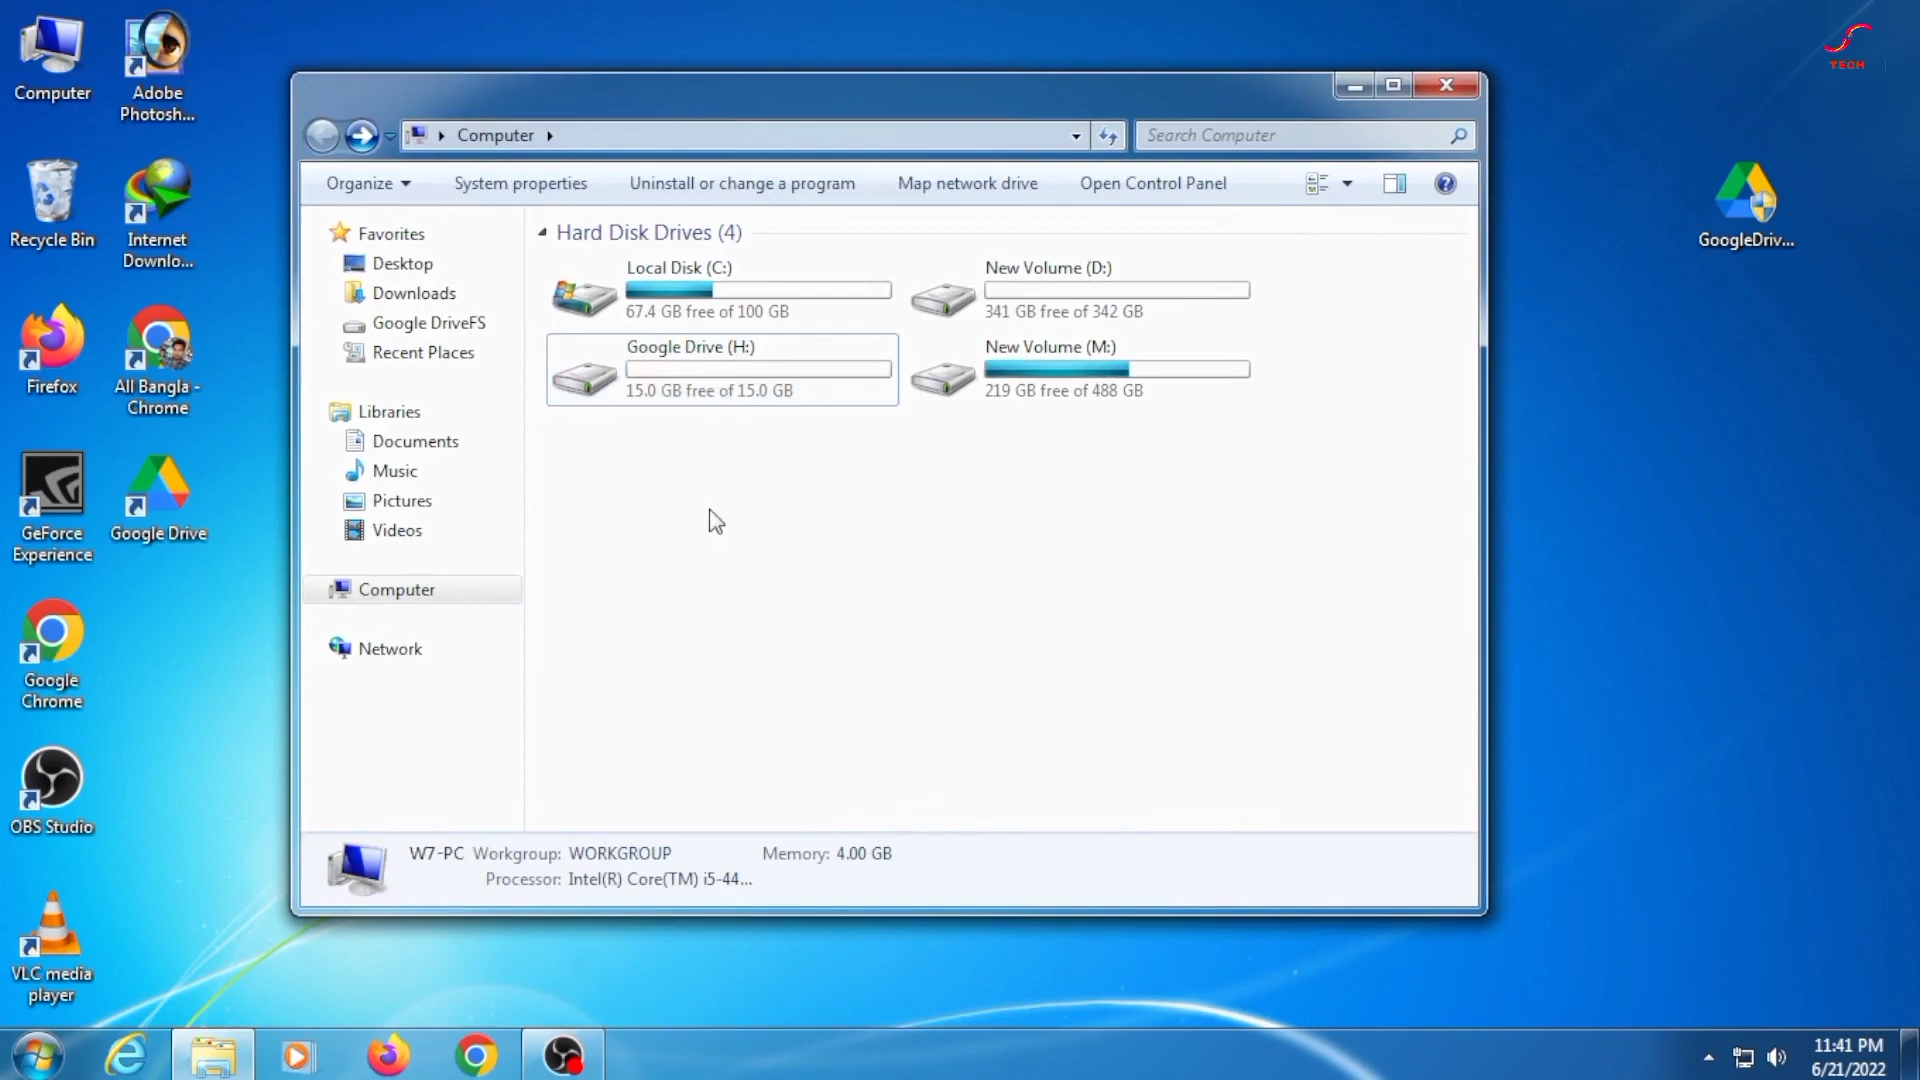 Computer
Adobe
Photosh...
Recycle Bin
Internet
Downlo...
Firefox
All Bangla -
Chrome
GeForce
Experience
Google Drive
Google
Chrome
OBS Studio
VLC media
player
Computer
Search Computer
Organize
System properties
Uninstall or change a program
Map network drive
Open Control Panel
Favorites
Desktop
Downloads
Google DriveFS
Recent Places
Libraries
Documents
Music
Pictures
Videos
Computer
Network
Hard Disk Drives (4)
Local Disk (C:)
67.4 GB free of 100 GB
New Volume (D:)
341 GB free of 342 GB
Google Drive (H:)
15.0 GB free of 15.0 GB
New Volume (M:)
219 GB free of 488 GB
W7-PC Workgroup: WORKGROUP Memory: 4.00 GB
Processor: Intel(R) Core(TM) i5-44...
TECH
GoogleDriv...
11:41 PM
6/21/2022